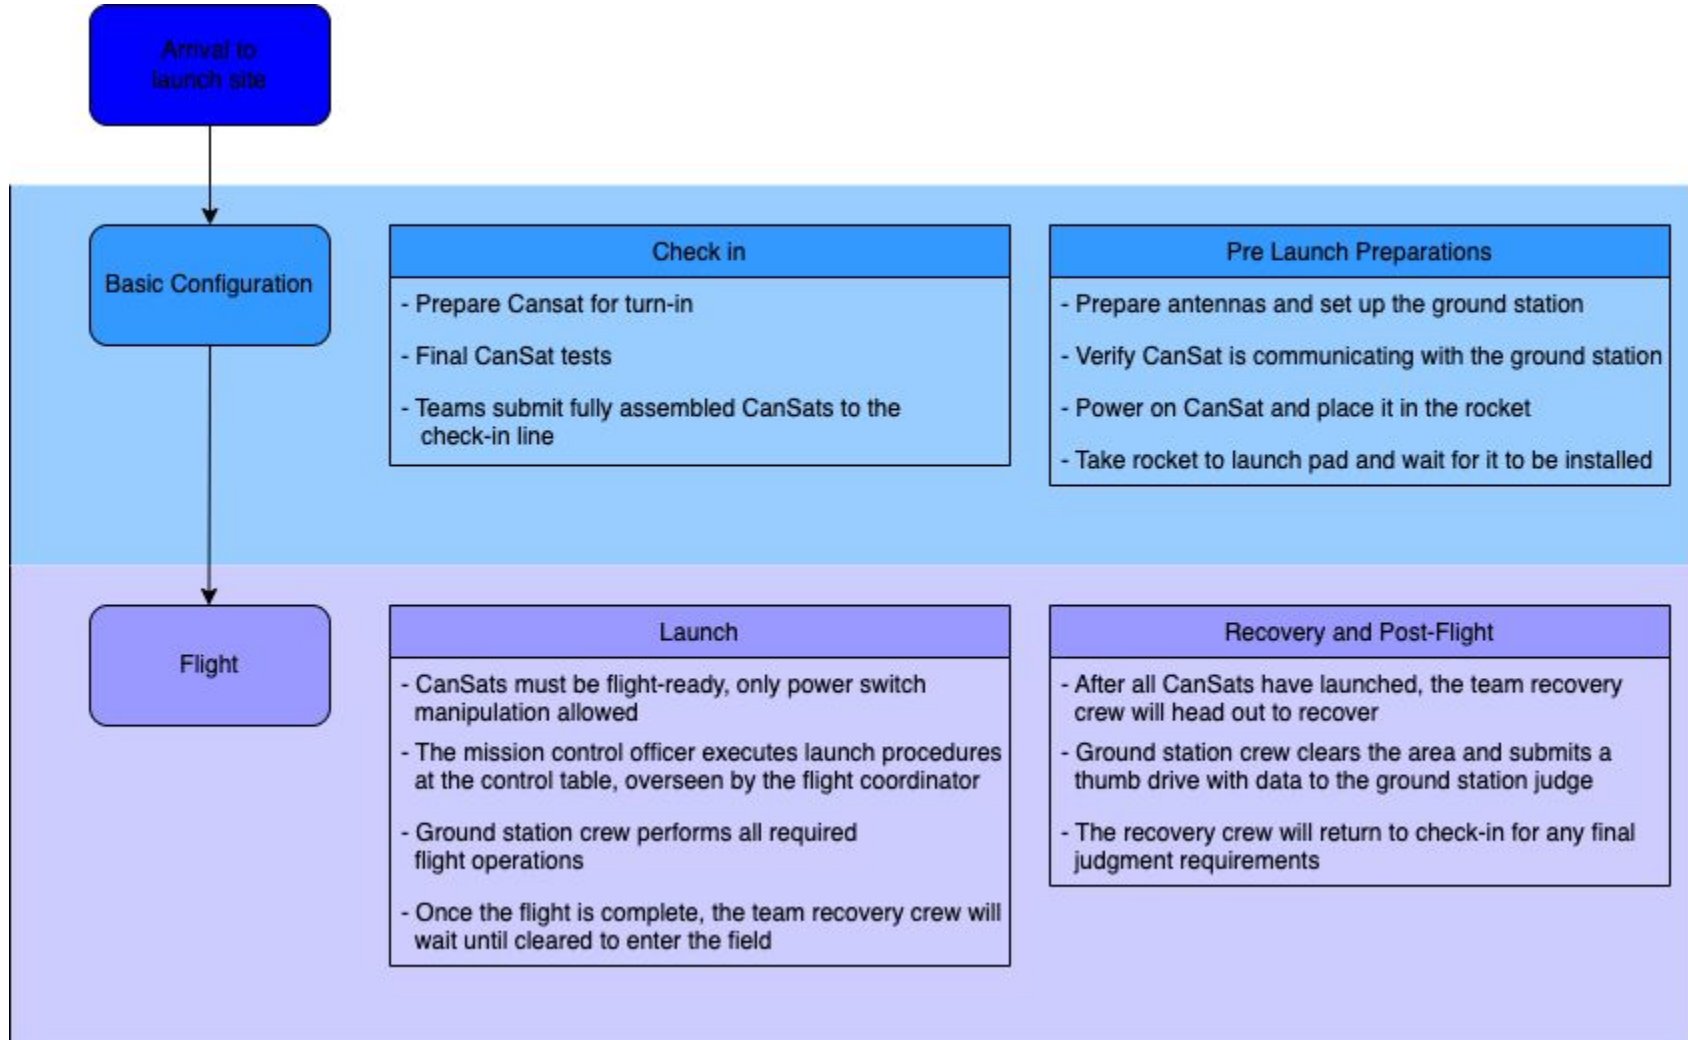 Arrival to
launch site
Basic Configuration
Check in
- Prepare Cansat for turn-in
- Final CanSat tests
- Teams submit fully assembled CanSats to the
check-in line
Pre Launch Preparations
- Prepare antennas and set up the ground station
- Verify CanSat is communicating with the ground station
- Power on CanSat and place it in the rocket
- Take rocket to launch pad and wait for it to be installed
Flight
Launch
- CanSats must be flight-ready, only power switch
manipulation allowed
- The mission control officer executes launch procedures
at the control table, overseen by the flight coordinator
- Ground station crew performs all required
flight operations
- Once the flight is complete, the team recovery crew will
wait until cleared to enter the field
Recovery and Post-Flight
- After all CanSats have launched, the team recovery
crew will head out to recover
- Ground station crew clears the area and submits a
thumb drive with data to the ground station judge
- The recovery crew will return to check-in for any final
judgment requirements